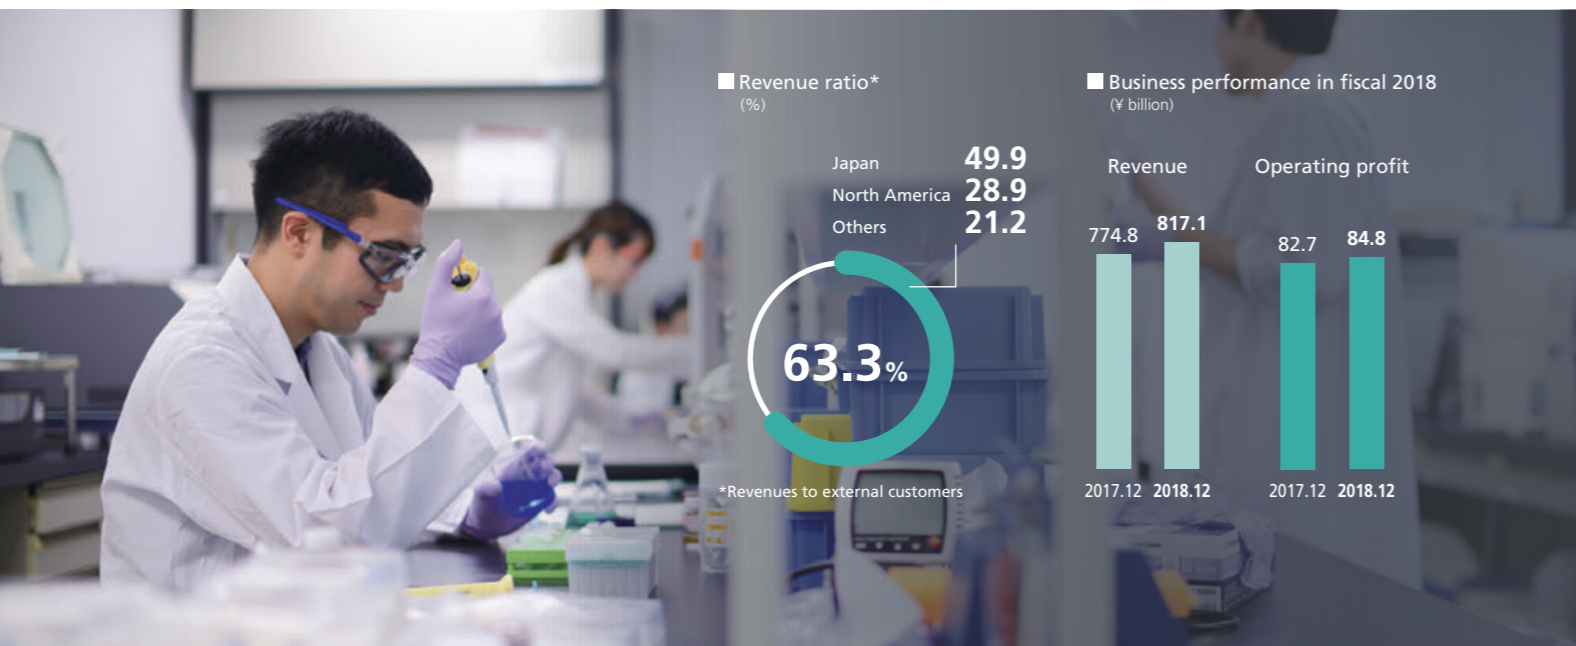 ■ Revenue ratio*
(%)
Japan 49.9
North America 28.9
Others 21.2
63.3%
*Revenues to external customers
■ Business performance in fiscal 2018
(¥ billion)
Revenue
774.8 817.1
2017.12 2018.12
Operating profit
82.7 84.8
2017.12 2018.12